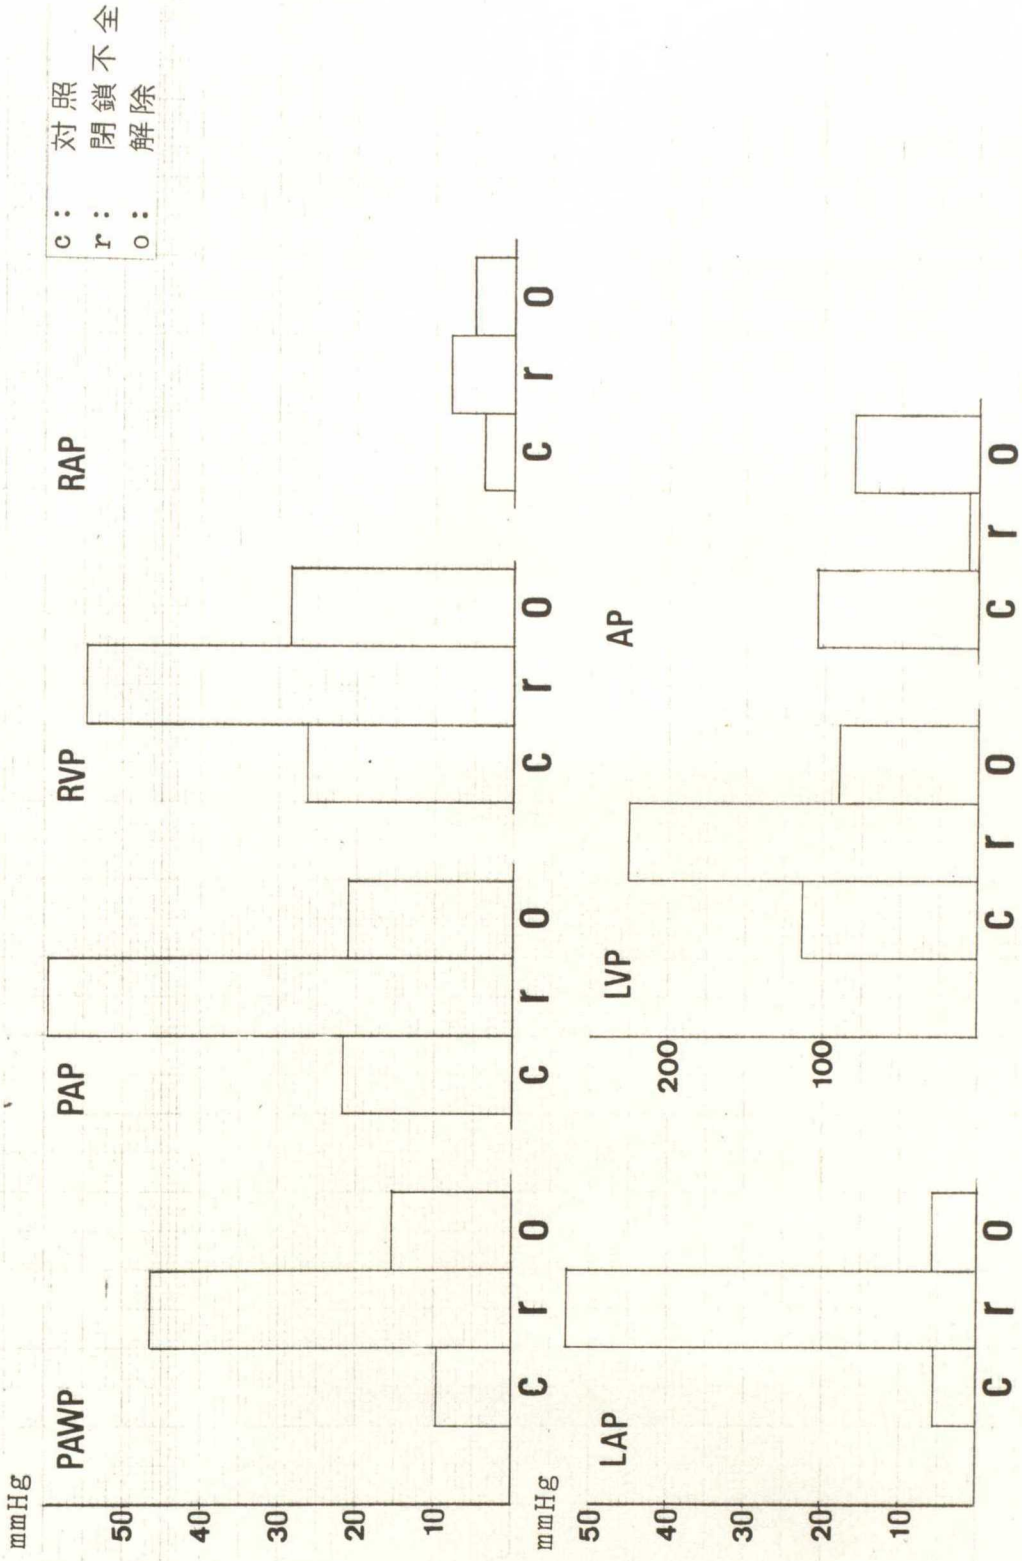 mmHg
PAWP
PAP
RVP
RAP
c： 対照
r： 閉鎖不全
o： 解除
50
40
30
20
10
C r O
C r O
C r O
C r O
mmHg
LAP
LVP
AP
50
40
30
20
10
200
100
C r O
C r O
C r O